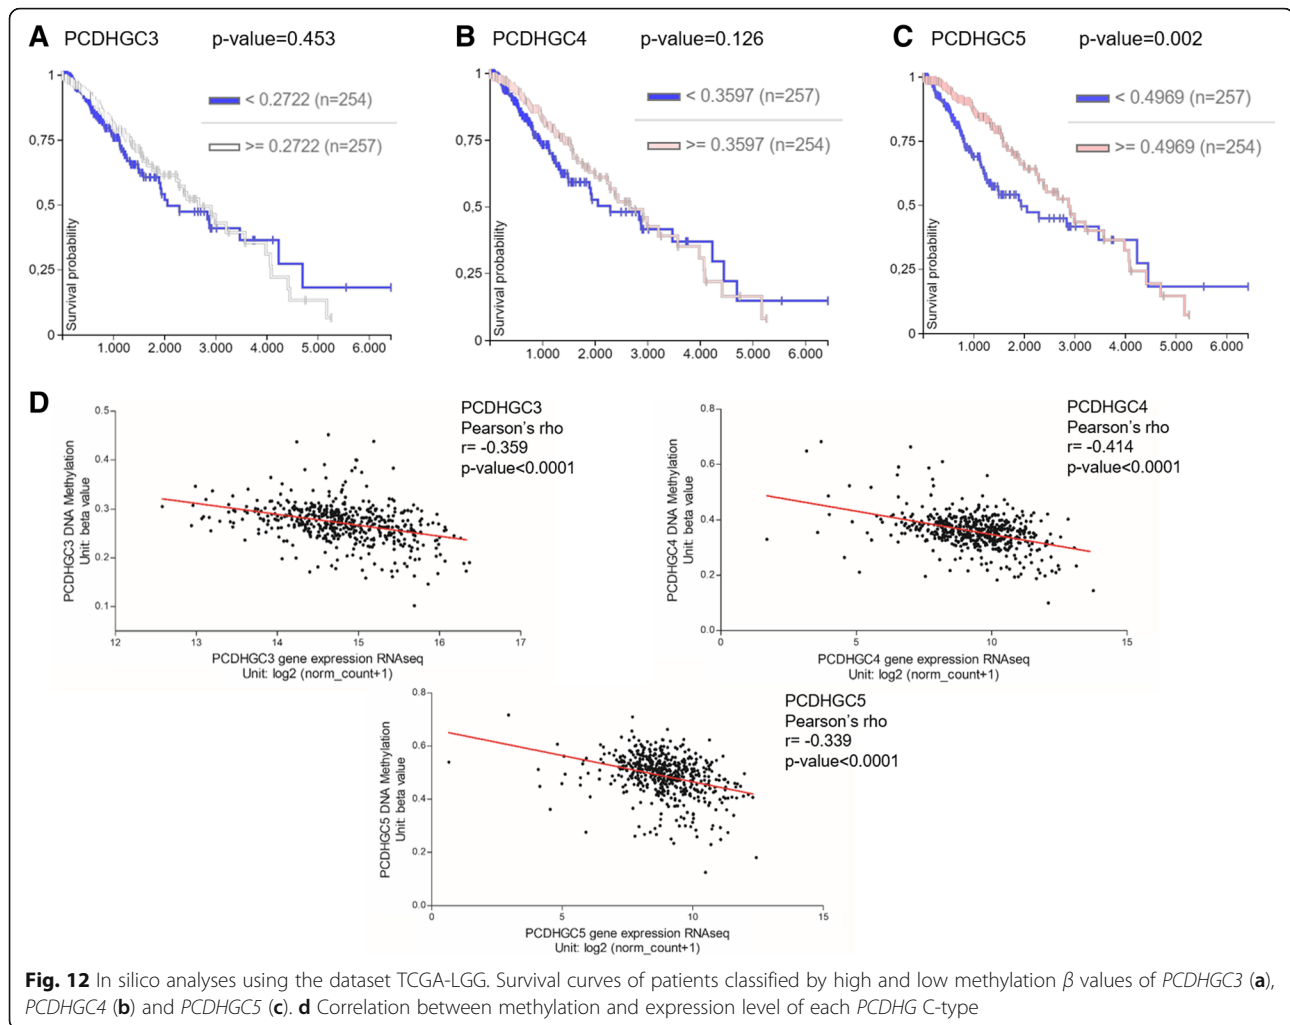 A PCDHGC3 p-value=0.453
< 0.2722 (n=254)
>= 0.2722 (n=257)
1
0.75
0.5
0.25
0
Survival probability
1.000 2.000 3.000 4.000 5.000 6.000
B PCDHGC4 p-value=0.126
< 0.3597 (n=257)
>= 0.3597 (n=254)
1
0.75
0.5
0.25
0
Survival probability
1.000 2.000 3.000 4.000 5.000 6.000
C PCDHGC5 p-value=0.002
< 0.4969 (n=257)
>= 0.4969 (n=254)
1
0.75
0.5
0.25
0
Survival probability
1.000 2.000 3.000 4.000 5.000 6.000
D
PCDHGC3
Pearson's rho
r= -0.359
p-value<0.0001
PCDHGC3 DNA Methylation
Unit: beta value
0.5
0.4
0.3
0.2
0.1
12 13 14 15 16 17
PCDHGC3 gene expression RNAseq
Unit: log2 (norm_count+1)
PCDHGC4
Pearson's rho
r= -0.414
p-value<0.0001
PCDHGC4 DNA Methylation
Unit: beta value
0.8
0.6
0.4
0.2
0.0
0 5 10 15
PCDHGC4 gene expression RNAseq
Unit: log2 (norm_count+1)
PCDHGC5
Pearson's rho
r= -0.339
p-value<0.0001
PCDHGC5 DNA Methylation
Unit: beta value
0.8
0.6
0.4
0.2
0.0
0 5 10 15
PCDHGC5 gene expression RNAseq
Unit: log2 (norm_count+1)
Fig. 12 In silico analyses using the dataset TCGA-LGG. Survival curves of patients classified by high and low methylation β values of PCDHGC3 (a),
PCDHGC4 (b) and PCDHGC5 (c). d Correlation between methylation and expression level of each PCDHG C-type